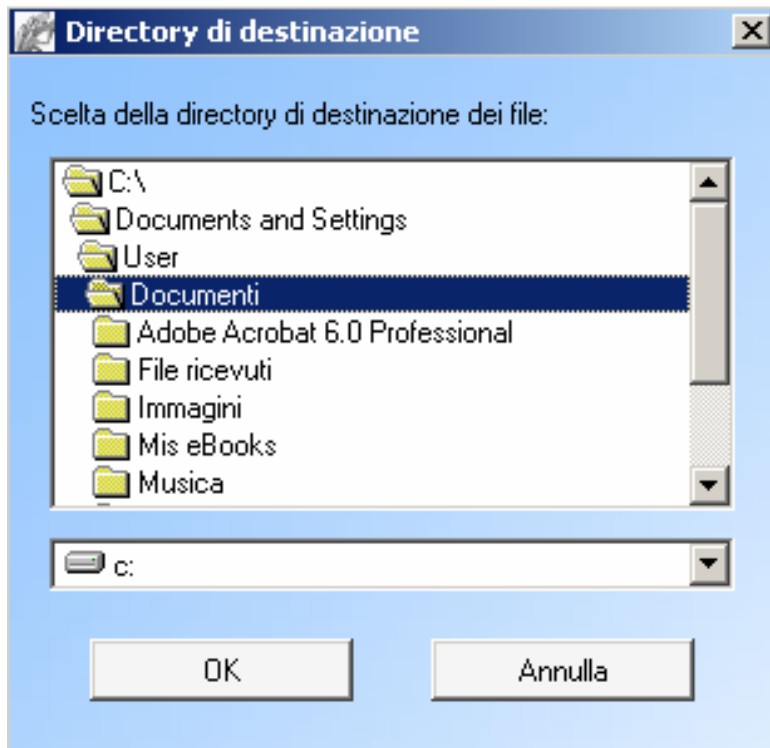 Directory di destinazione
Scelta della directory di destinazione dei file:
C:\
Documents and Settings
User
Documenti
Adobe Acrobat 6.0 Professional
File ricevuti
Immagini
Mis eBooks
Musica
c:
OK
Annulla